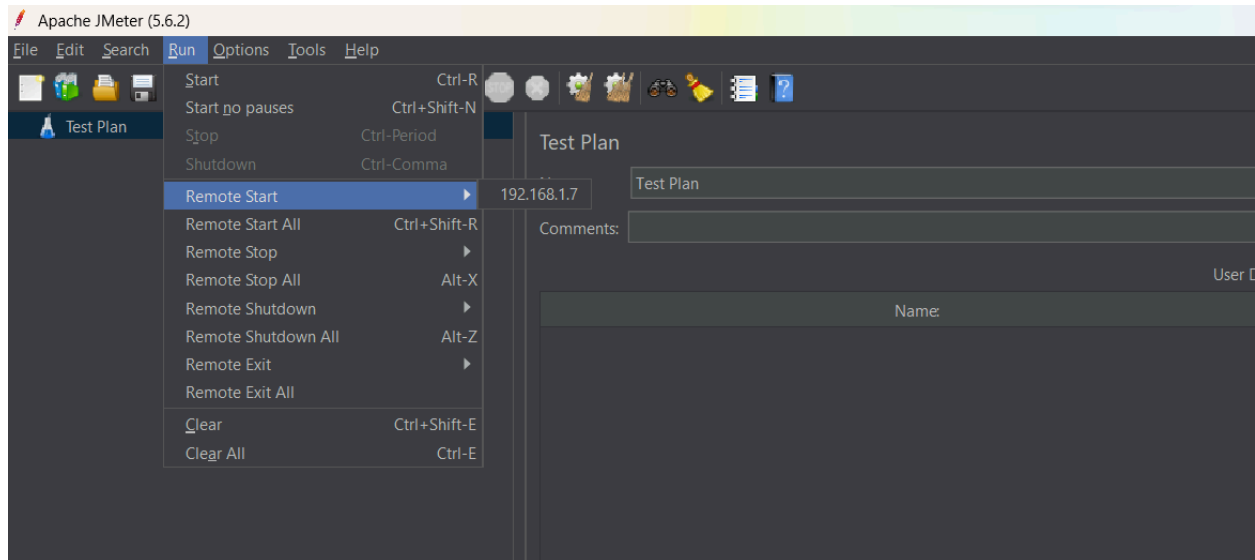 Apache JMeter (5.6.2)
File Edit Search Run Options Tools Help
STOP
Start Ctrl-R
Start no pauses Ctrl+Shift-N
Stop Ctrl-Period
Shutdown Ctrl-Comma
Remote Start
192.168.1.7
Remote Start All Ctrl+Shift-R
Remote Stop
Remote Stop All Alt-X
Remote Shutdown
Remote Shutdown All Alt-Z
Remote Exit
Remote Exit All
Clear Ctrl+Shift-E
Clear All Ctrl-E
Test Plan
Test Plan
Test Plan
Comments:
User D
Name: